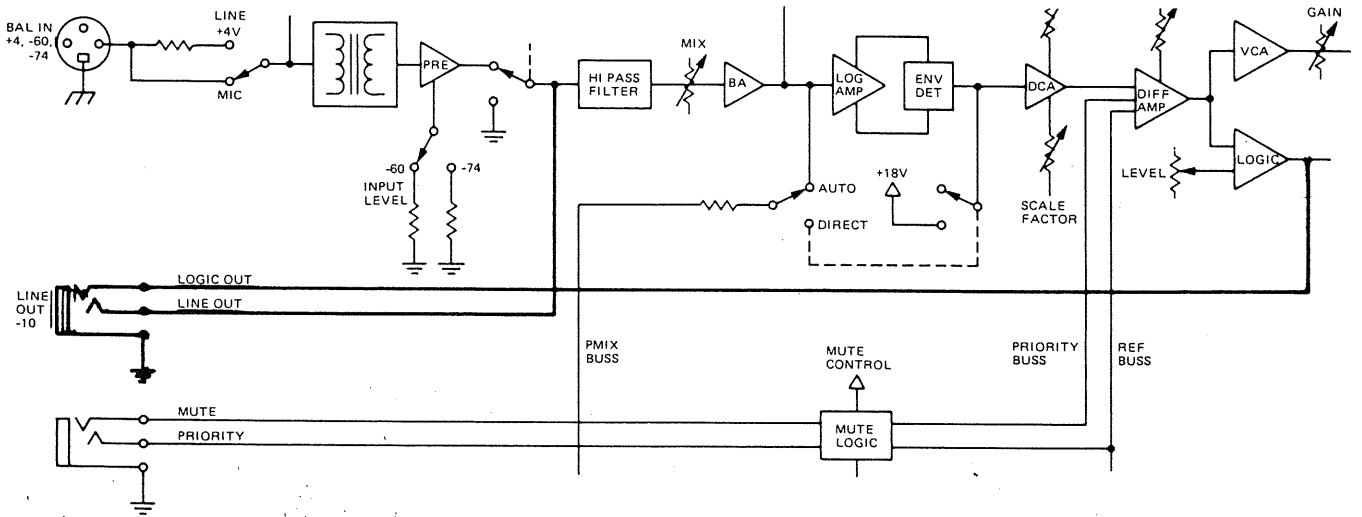 BAL IN
+4, -60,
-74
LINE
+4V
MIC
PRE
-60
-74
INPUT
LEVEL
HI PASS
FILTER
MIX
BA
LOG
AMP
ENV
DET
AUTO
DIRECT
+18V
DCA
SCALE
FACTOR
DIFF
AMP
VCA
GAIN
LOGIC
LEVEL
LINE
OUT
-10
LOGIC OUT
LINE OUT
PMIX
BUSS
MUTE
CONTROL
PRIORITY
BUSS
REF
BUSS
MUTE
PRIORITY
MUTE
LOGIC